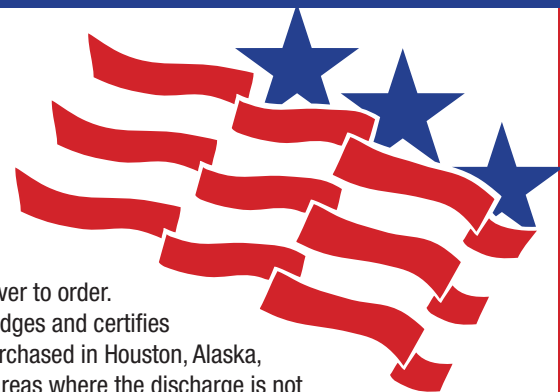 ver to order.
dges and certifies
rchased in Houston, Alaska,
reas where the discharge is not